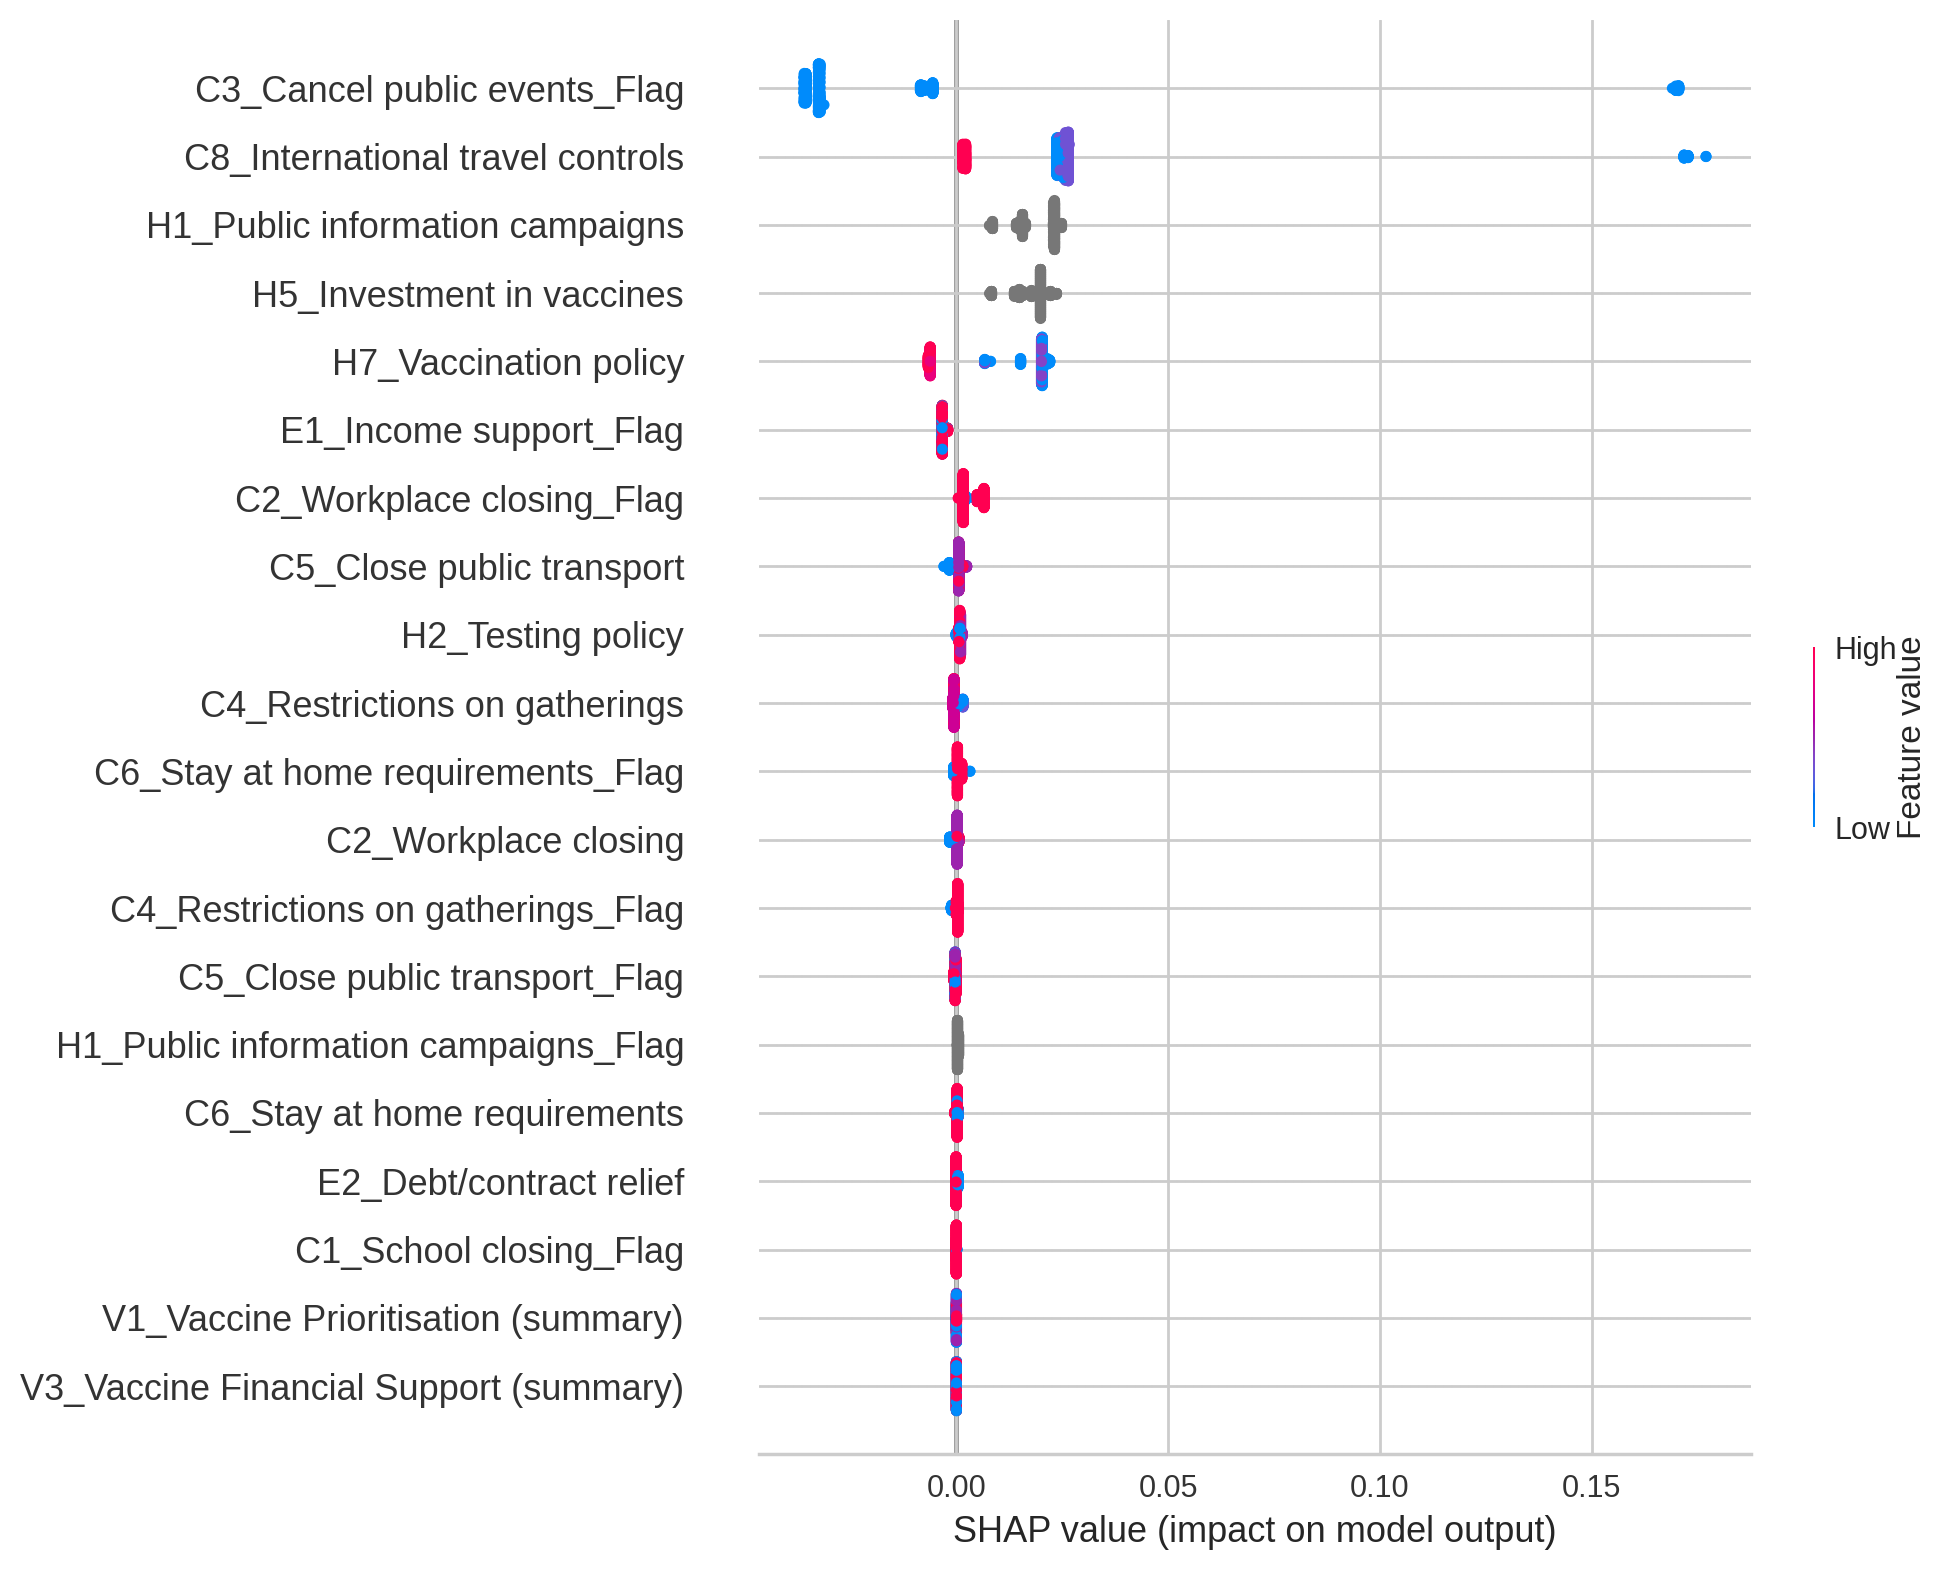 C3_Cancel public events_Flag
C8_International travel controls
H1_Public information campaigns
H5_Investment in vaccines
H7_Vaccination policy
E1_Income support_Flag
C2_Workplace closing_Flag
C5_Close public transport
H2_Testing policy
C4_Restrictions on gatherings
C6_Stay at home requirements_Flag
C2_Workplace closing
C4_Restrictions on gatherings_Flag
C5_Close public transport_Flag
H1_Public information campaigns_Flag
C6_Stay at home requirements
E2_Debt/contract relief
C1_School closing_Flag
V1_Vaccine Prioritisation (summary)
V3_Vaccine Financial Support (summary)
0.00 0.05 0.10 0.15
SHAP value (impact on model output)
High
Low
Feature value